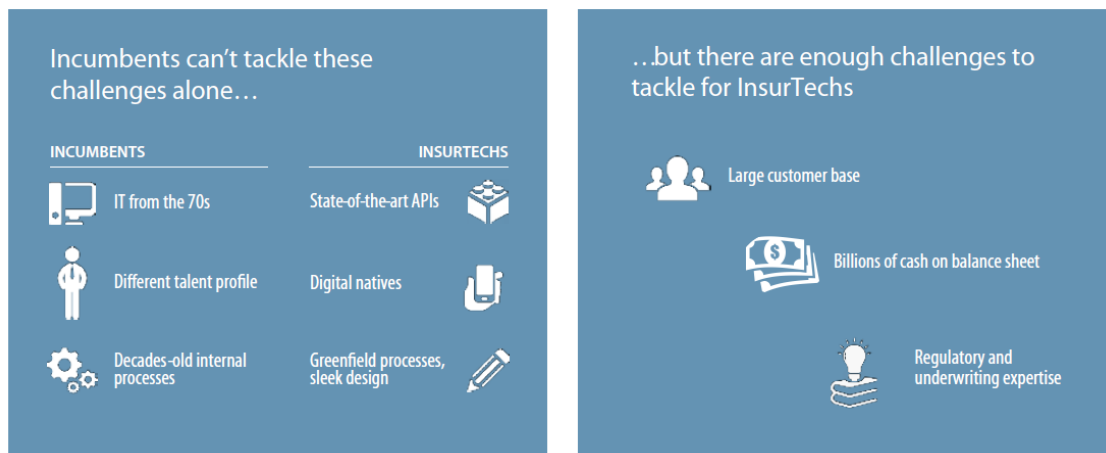 Incumbents can't tackle these
challenges alone…
INCUMBENTS
INSURTECHS
IT from the 70s
State-of-the-art APIs
Different talent profile
Digital natives
Decades-old internal
processes
Greenfield processes,
sleek design
…but there are enough challenges to
tackle for InsurTechs
Large customer base
$
Billions of cash on balance sheet
Regulatory and
underwriting expertise